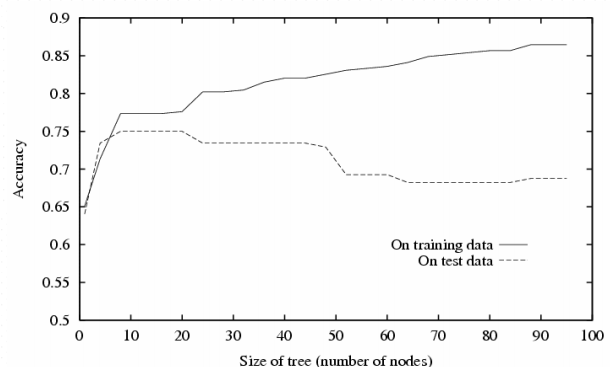 0.9
0.85
0.8
0.75
0.7
0.65
0.6
0.55
0.5
Accuracy
On training data
On test data
0 10 20 30 40 50 60 70 80 90 100
Size of tree (number of nodes)